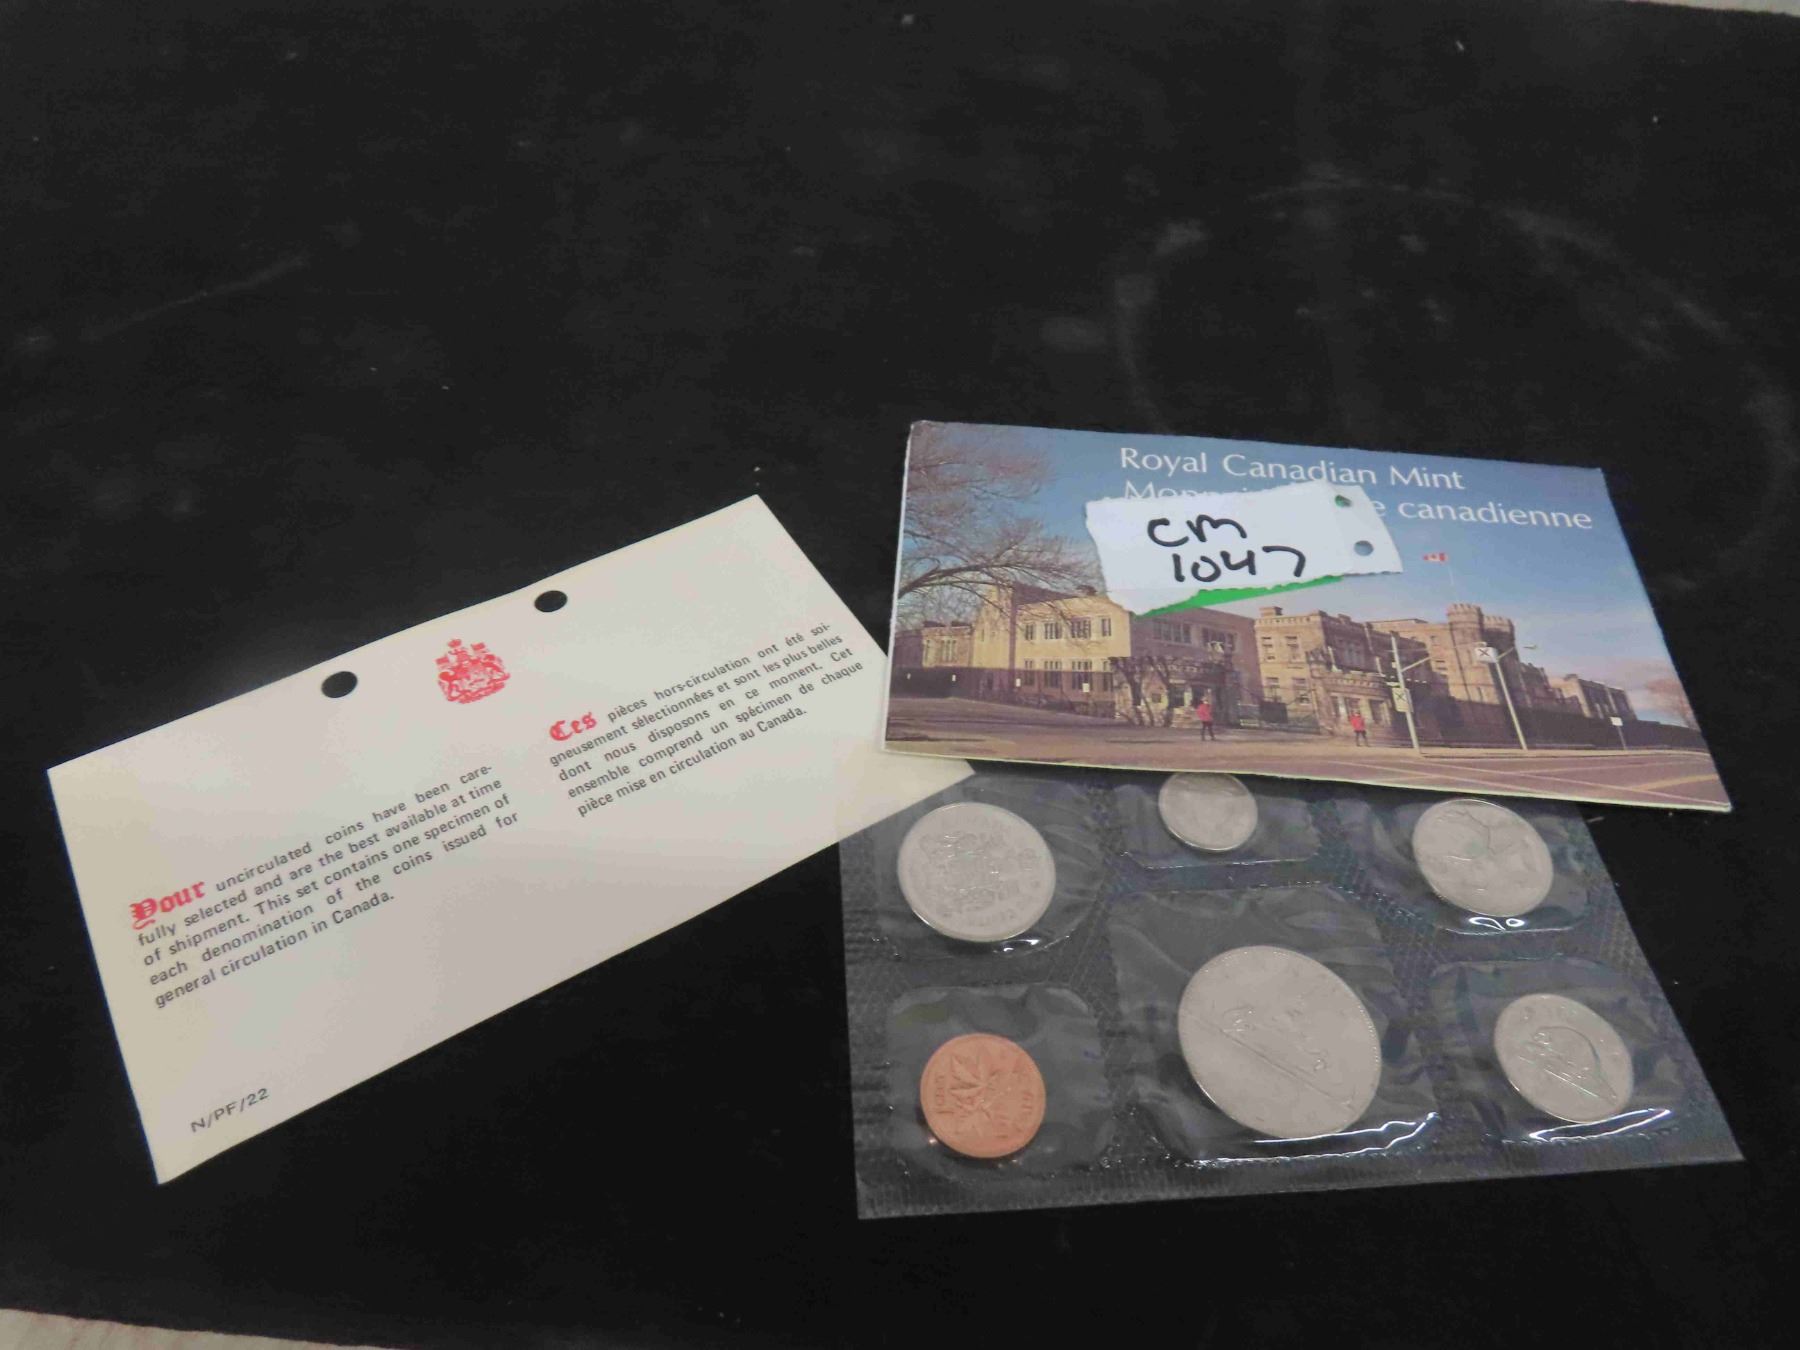 Your uncirculated coins have been care-
fully selected and are the best available at time
of shipment. This set contains one specimen of
each denomination of the coins issued for
general circulation in Canada.
Ces pièces hors-circulation ont été soi-
gneusement sélectionnées et sont les plus belles
dont nous disposons en ce moment. Cet
ensemble comprend un spécimen de chaque
pièce mise en circulation au Canada.
N/PF/22
Royal Canadian Mint
canadienne
CM
1047